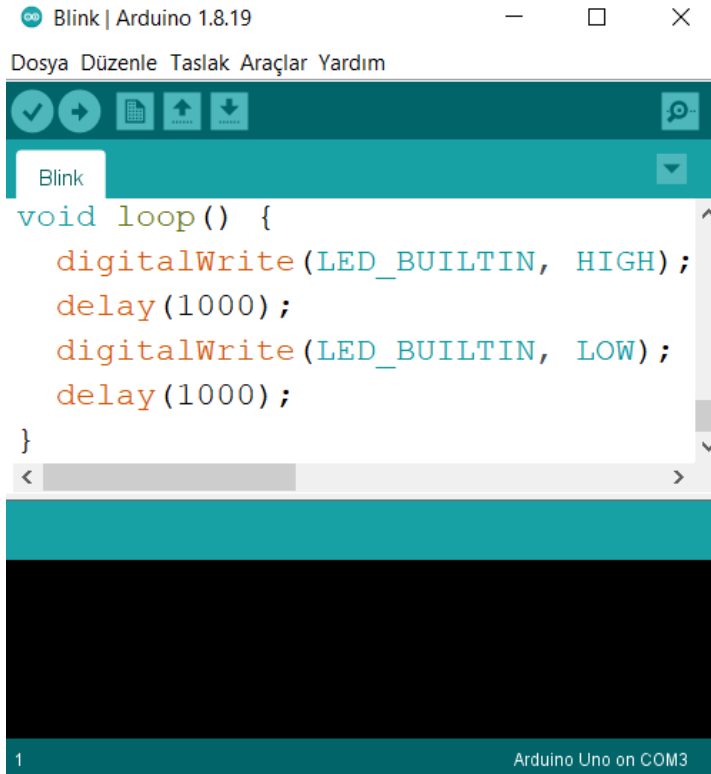 Blink | Arduino 1.8.19
Dosya Düzenle Taslak Araçlar Yardım
Blink
void loop() {
  digitalWrite(LED_BUILTIN, HIGH);
  delay(1000);
  digitalWrite(LED_BUILTIN, LOW);
  delay(1000);
}
1 Arduino Uno on COM3